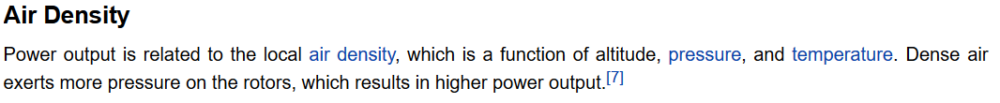 Air Density
Power output is related to the local air density, which is a function of altitude, pressure, and temperature. Dense air
exerts more pressure on the rotors, which results in higher power output.[7]